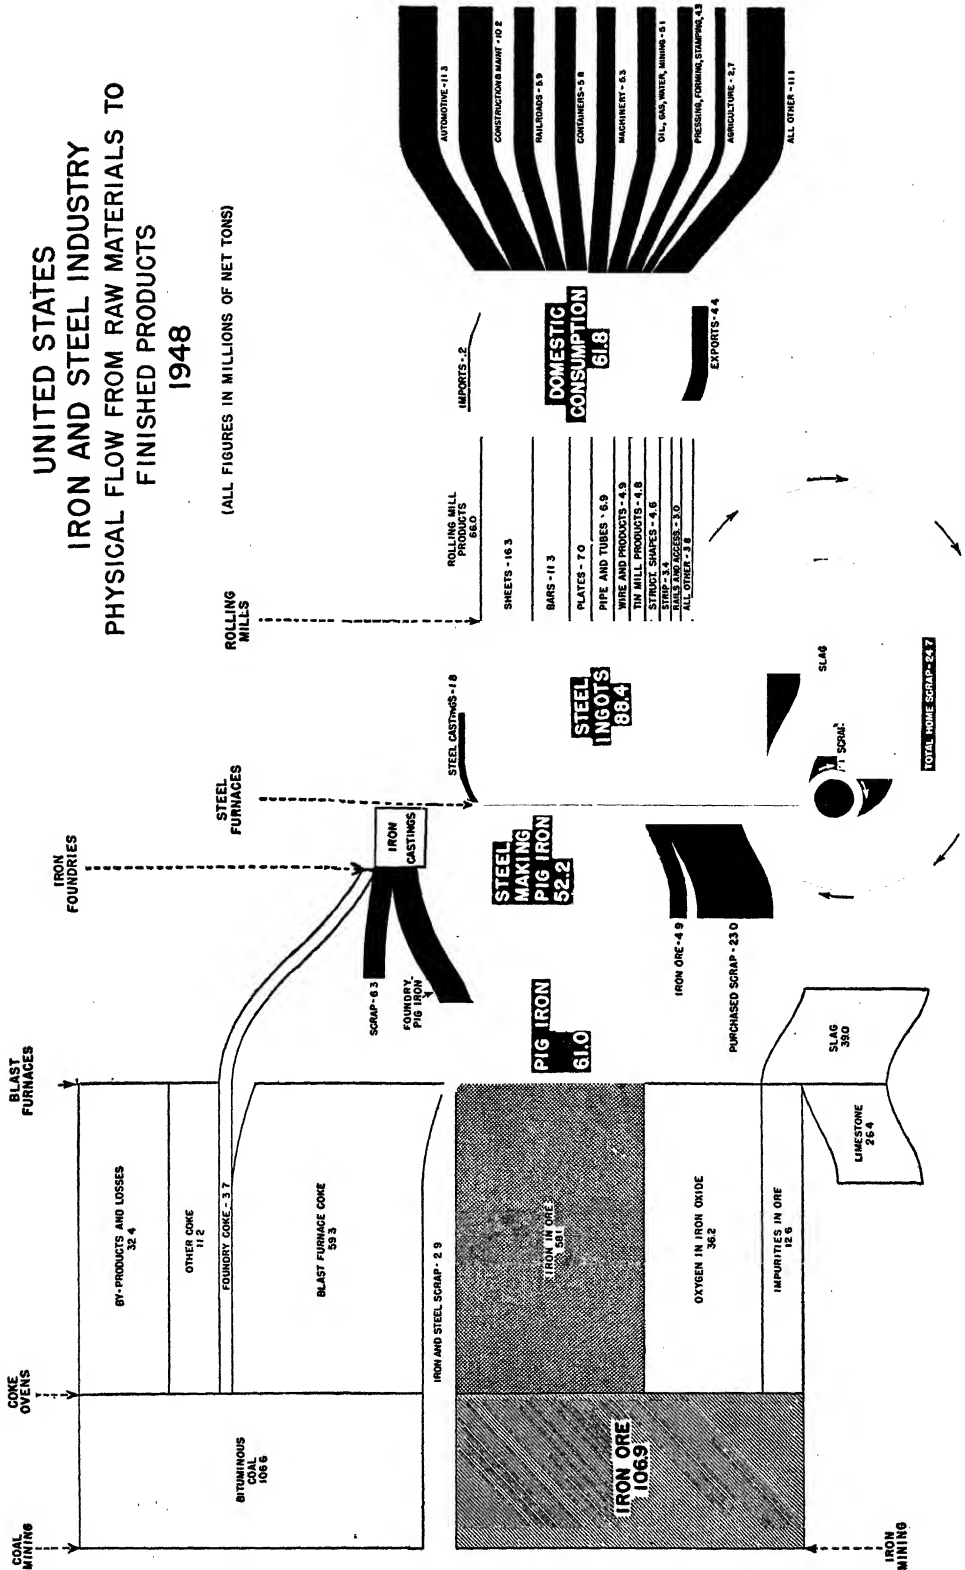 UNITED STATES
IRON AND STEEL INDUSTRY
PHYSICAL FLOW FROM RAW MATERIALS TO
FINISHED PRODUCTS
1948
(ALL FIGURES IN MILLIONS OF NET TONS)
COAL
MINING
COKE
OVENS
BLAST
FURNACES
IRON
FOUNDRIES
STEEL
FURNACES
ROLLING
MILLS
BITUMINOUS
COAL
106.6
BY-PRODUCTS AND LOSSES
32.4
OTHER COKE
11.2
FOUNDRY COKE - 3.7
BLAST FURNACE COKE
59.3
IRON AND STEEL SCRAP - 2.9
IRON ORE
106.9
IRON IN ORE
58.1
OXYGEN IN IRON OXIDE
36.2
IMPURITIES IN ORE
12.6
IRON
MINING
LIMESTONE
26.4
SLAG
39.0
PIG IRON
61.0
SCRAP - 6.3
FOUNDRY-
PIG IRON
IRON
CASTINGS
STEEL
MAKING
PIG IRON
52.2
IRON ORE - 4.9
PURCHASED SCRAP - 23.0
STEEL CASTINGS - 1.8
STEEL
INGOTS
88.4
SLAG
SCRAP
TOTAL HOME SCRAP - 24.7
ROLLING MILL
PRODUCTS
66.0
SHEETS - 16.3
BARS - 11.3
PLATES - 7.0
PIPE AND TUBES - 6.9
WIRE AND PRODUCTS - 4.9
TIN MILL PRODUCTS - 4.8
STRUCT. SHAPES - 4.6
STRIP - 3.4
RAILS AND ACCESS. - 3.0
ALL OTHER - 3.8
IMPORTS - .2
DOMESTIC
CONSUMPTION
61.8
EXPORTS - 4.4
AUTOMOTIVE - 11.3
CONSTRUCTION & MAINT - 10.2
RAILROADS - 5.9
CONTAINERS - 5.8
MACHINERY - 5.3
OIL, GAS, WATER, MINING - 5.1
PRESSING, FORMING, STAMPING, 4.3
AGRICULTURE - 2.7
ALL OTHER - 11.1